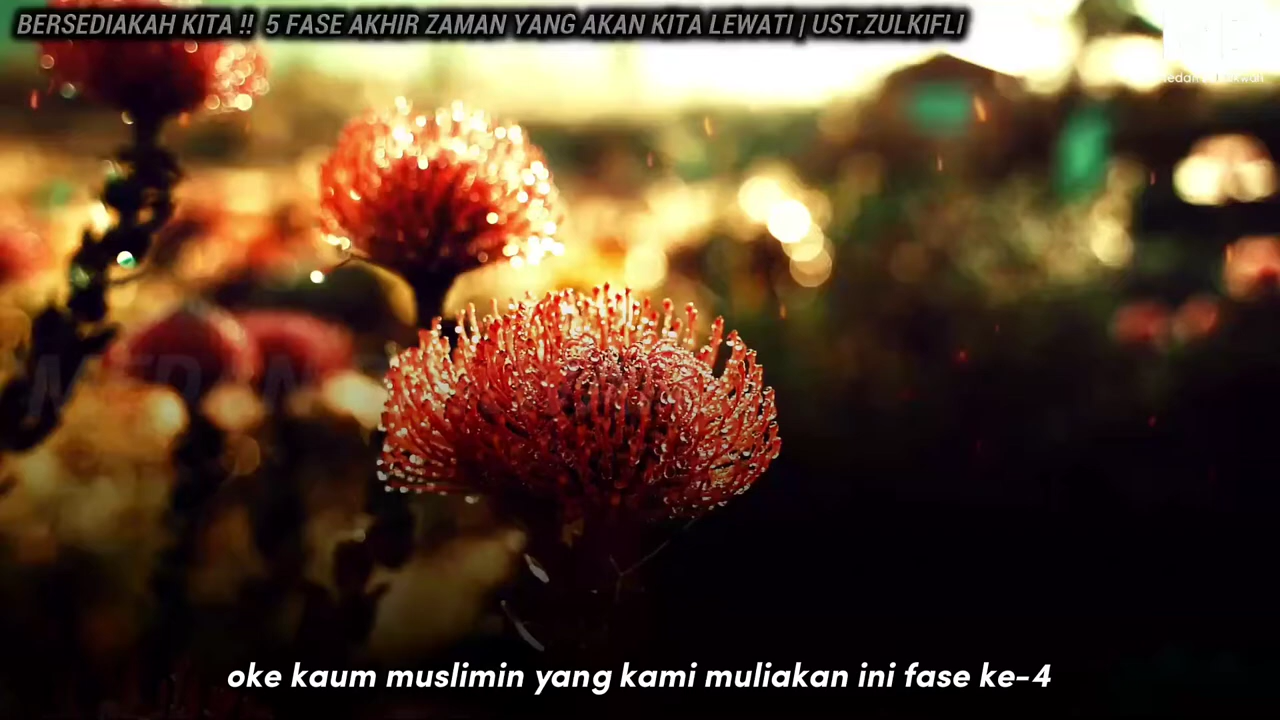 BERSEDIAKAH KITA !! 5 FASE AKHIR ZAMAN YANG AKAN KITA LEWATI | UST.ZULKIFLI
oke kaum muslimin yang kami muliakan ini fase ke-4